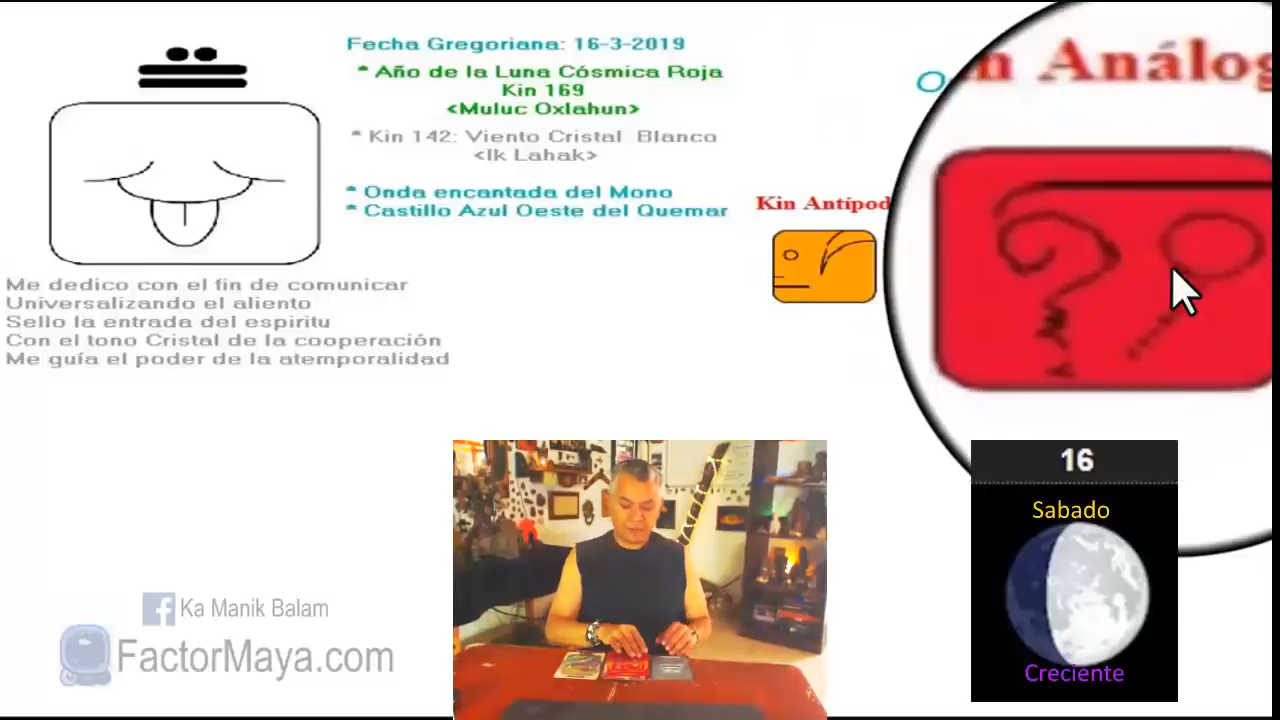 Fecha Gregoriana: 16-3-2019
* Año de la Luna Cósmica Roja
Kin 169
<Muluc Oxlahun>
* Kin 142: Viento Cristal Blanco
<Ik Lahak>
* Onda encantada del Mono
* Castillo Azul Oeste del Quemar
Me dedico con el fin de comunicar
Universalizando el aliento
Sello la entrada del espiritu
Con el tono Cristal de la cooperación
Me guía el poder de la atemporalidad
Kin Antípod
n Análog
16
Sabado
Creciente
Ka Manik Balam
FactorMaya.com